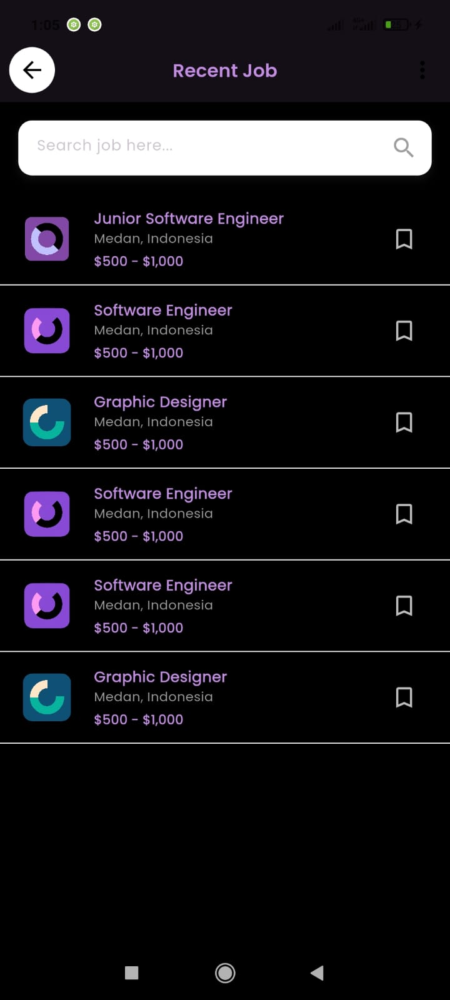 1:05
25
Recent Job
Search job here...
Junior Software Engineer
Medan, Indonesia
$500 - $1,000
Software Engineer
Medan, Indonesia
$500 - $1,000
Graphic Designer
Medan, Indonesia
$500 - $1,000
Software Engineer
Medan, Indonesia
$500 - $1,000
Software Engineer
Medan, Indonesia
$500 - $1,000
Graphic Designer
Medan, Indonesia
$500 - $1,000